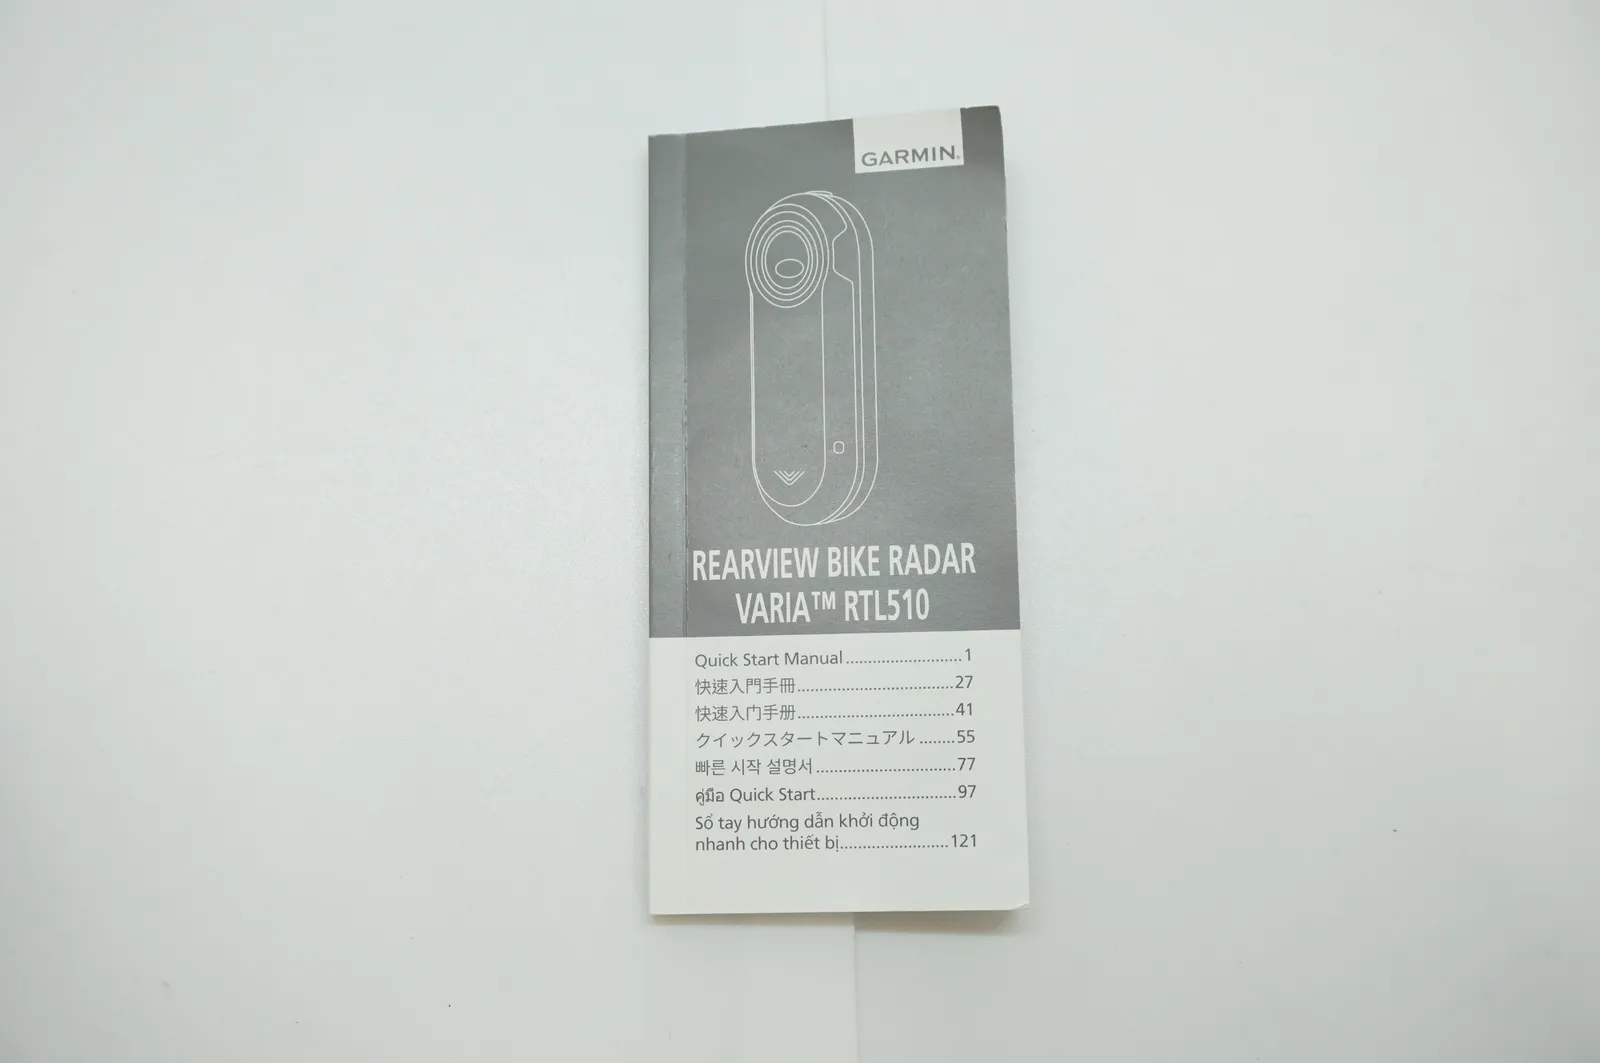 GARMIN®
REARVIEW BIKE RADAR
VARIA™ RTL510
Quick Start Manual..........................1
快速入門手冊...................................27
快速入门手册...................................41
クイックスタートマニュアル ........55
빠른 시작 설명서................................77
คู่มือ Quick Start...............................97
Sổ tay hướng dẫn khởi động
nhanh cho thiết bị........................121